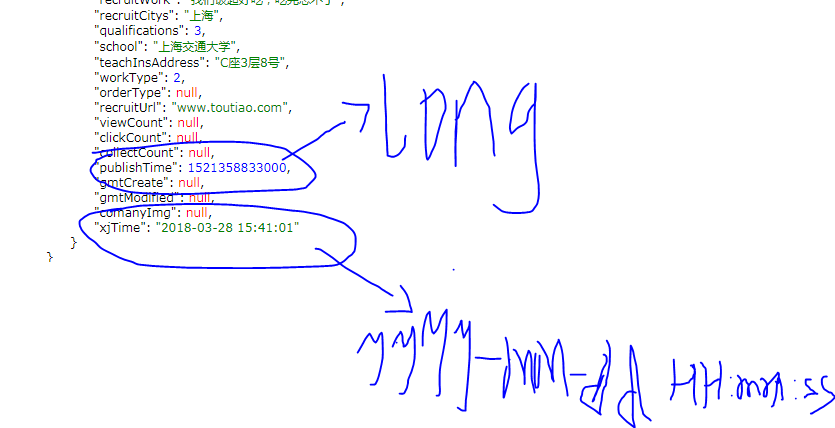 "recruitCitys": "上海",
"qualifications": 3,
"school": "上海交通大学",
"teachInsAddress": "C座3层8号",
"workType": 2,
"orderType": null,
"recruitUrl": "www.toutiao.com",
"viewCount": null,
"clickCount": null,
"collectCount": null,
"publishTime": 1521358833000,
"gmtCreate": null,
"gmtModified": null,
"comanyImg": null,
"xjTime": "2018-03-28 15:41:01"
}
}
long
yyyy-MM-dd HH:mm:ss